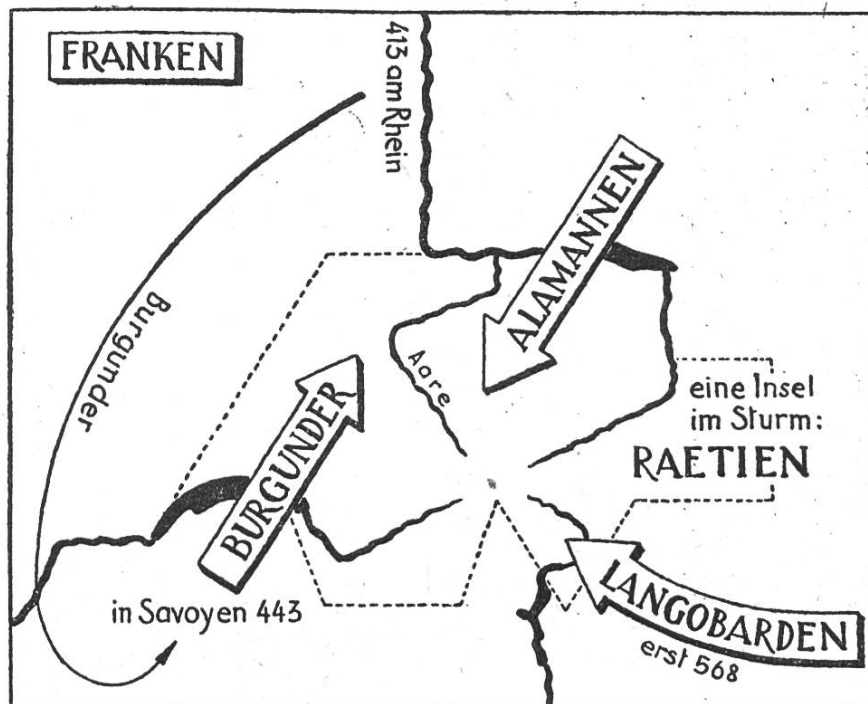 FRANKEN
413 am Rhein
ALAMANNEN
Burgunder
Aare
eine Insel
im Sturm:
RAETIEN
BURGUNDER
in Savoyen 443
LANGOBARDEN
erst 568